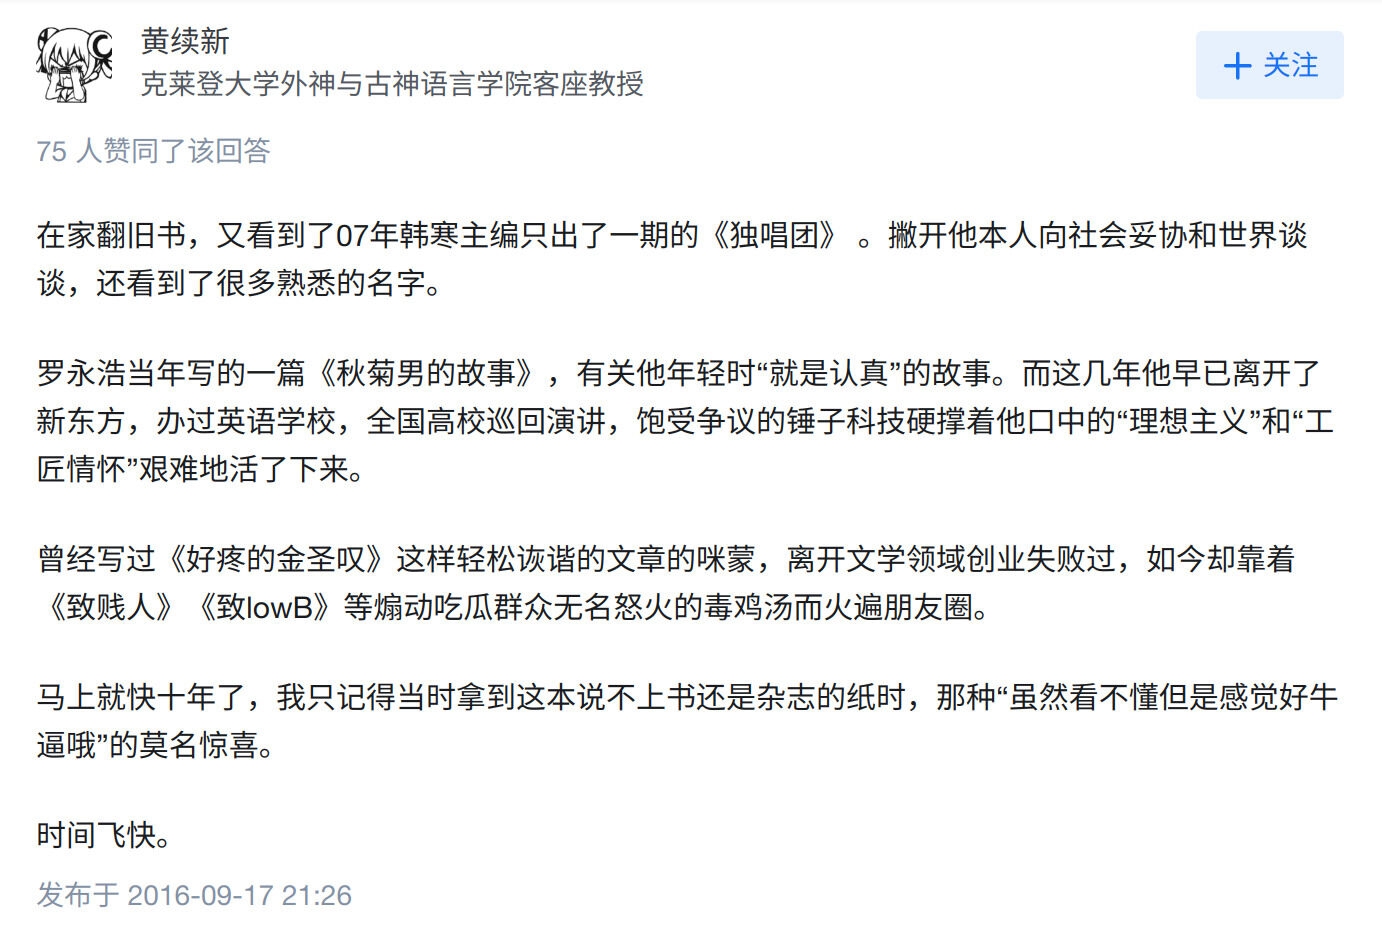 黄续新
克莱登大学外神与古神语言学院客座教授
关注
75 人赞同了该回答
在家翻旧书，又看到了07年韩寒主编只出了一期的《独唱团》 。撇开他本人向社会妥协和世界谈
谈，还看到了很多熟悉的名字。
罗永浩当年写的一篇《秋菊男的故事》，有关他年轻时“就是认真”的故事。而这几年他早已离开了
新东方，办过英语学校，全国高校巡回演讲，饱受争议的锤子科技硬撑着他口中的“理想主义”和“工
匠情怀”艰难地活了下来。
曾经写过《好疼的金圣叹》这样轻松诙谐的文章的咪蒙，离开文学领域创业失败过，如今却靠着
《致贱人》《致lowB》等煽动吃瓜群众无名怒火的毒鸡汤而火遍朋友圈。
马上就快十年了，我只记得当时拿到这本说不上书还是杂志的纸时，那种“虽然看不懂但是感觉好牛
逼哦”的莫名惊喜。
时间飞快。
发布于 2016-09-17 21:26